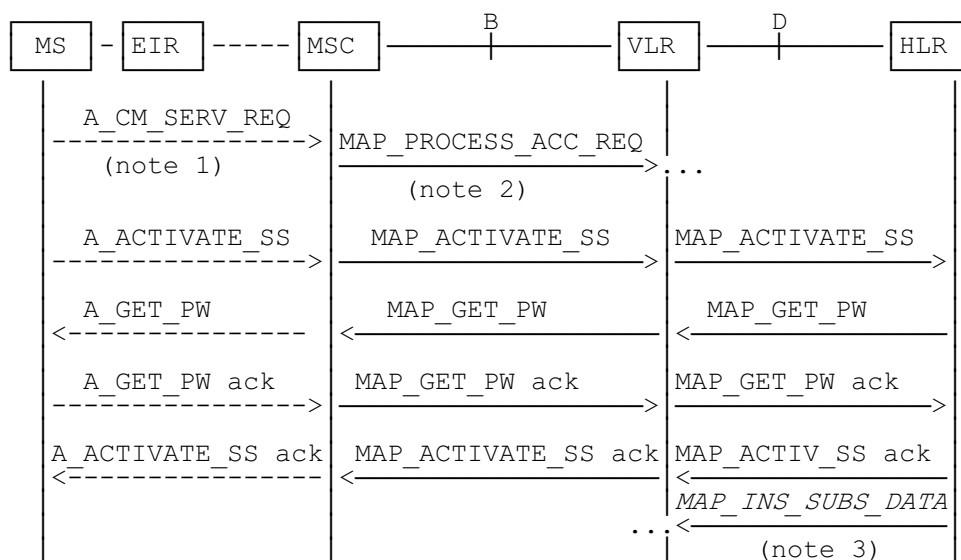 B D
MS EIR MSC VLR HLR
A_CM_SERV_REQ
MAP_PROCESS_ACC_REQ
(note 1)
...
(note 2)
A_ACTIVATE_SS MAP_ACTIVATE_SS MAP_ACTIVATE_SS
A_GET_PW MAP_GET_PW MAP_GET_PW
A_GET_PW ack MAP_GET_PW ack MAP_GET_PW ack
A_ACTIVATE_SS ack MAP_ACTIVATE_SS ack MAP_ACTIV_SS ack
MAP_INS_SUBS_DATA
...
(note 3)